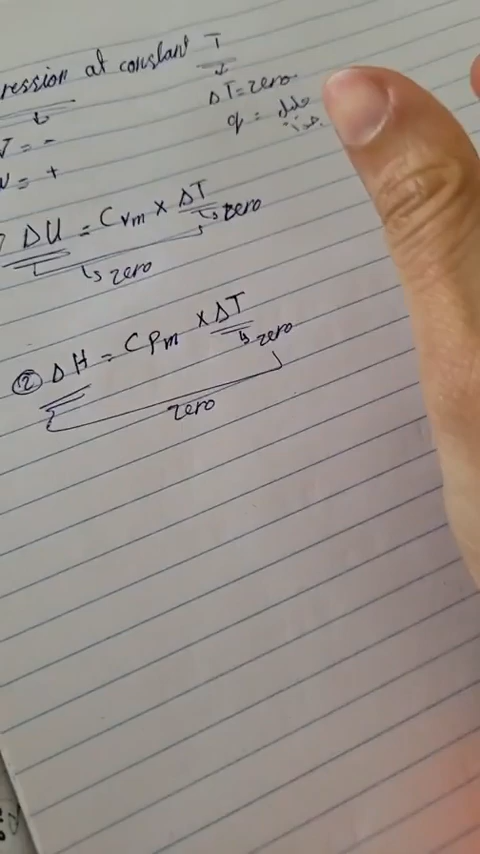 ression at constant T
ΔT = zero
q =
V = -
W = +
ΔU = Cvm × ΔT
zero
zero
② ΔH = Cpm × ΔT
zero
zero